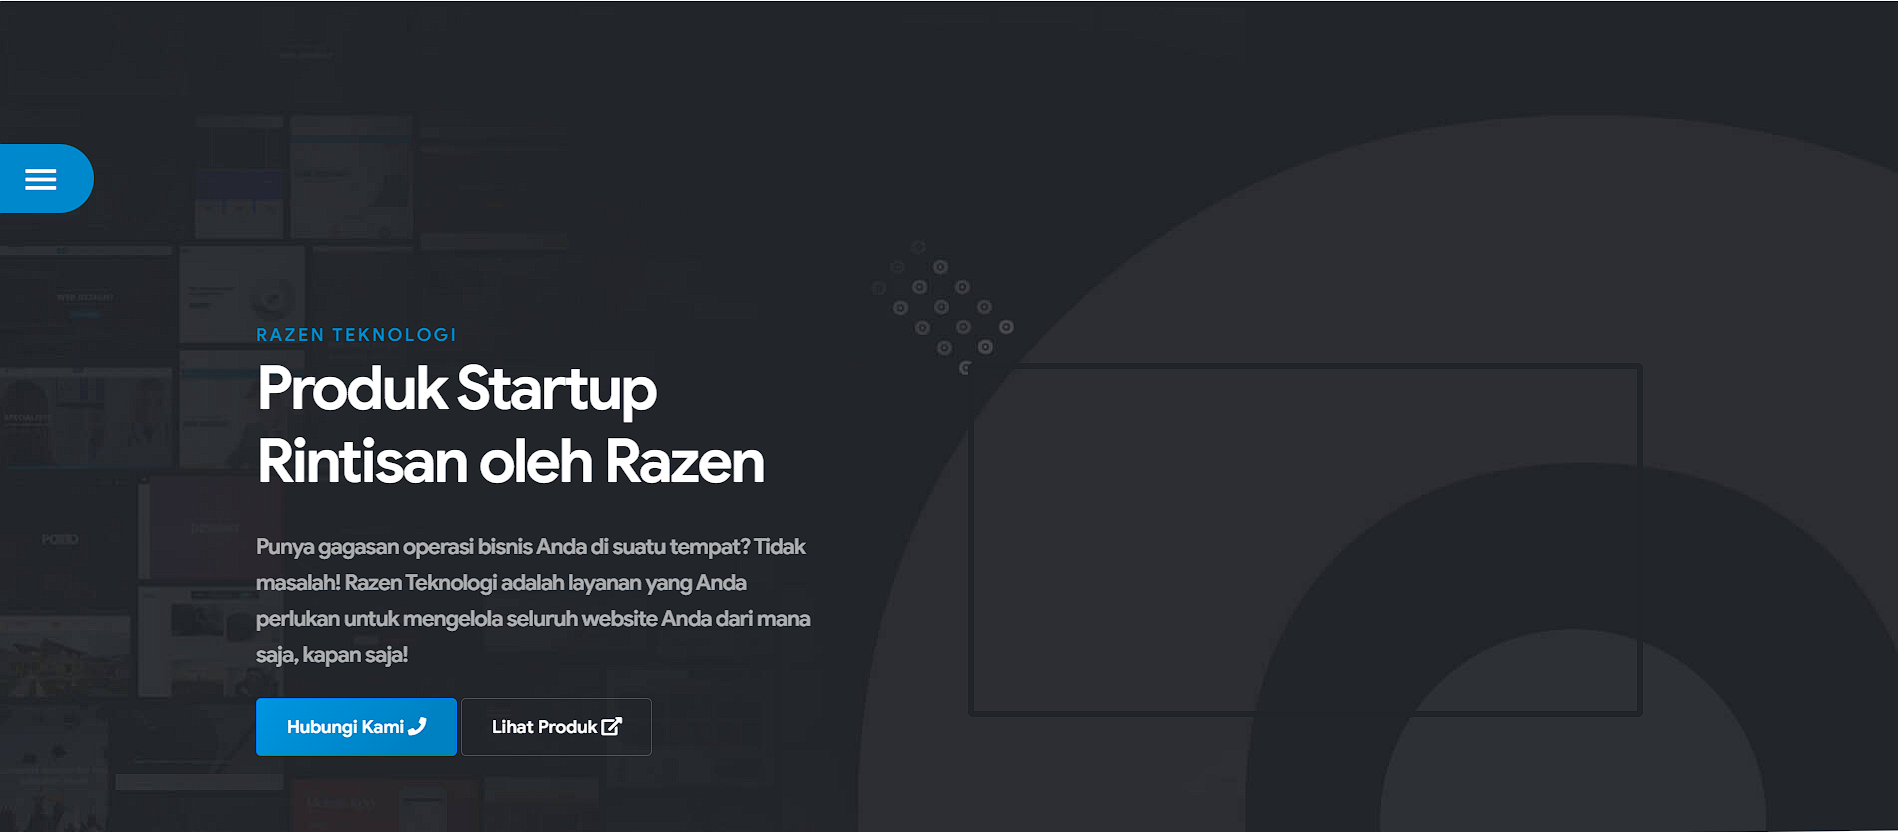 RAZEN TEKNOLOGI
Produk Startup
Rintisan oleh Razen
Punya gagasan operasi bisnis Anda di suatu tempat? Tidak
masalah! Razen Teknologi adalah layanan yang Anda
perlukan untuk mengelola seluruh website Anda dari mana
saja, kapan saja!
Hubungi Kami
Lihat Produk